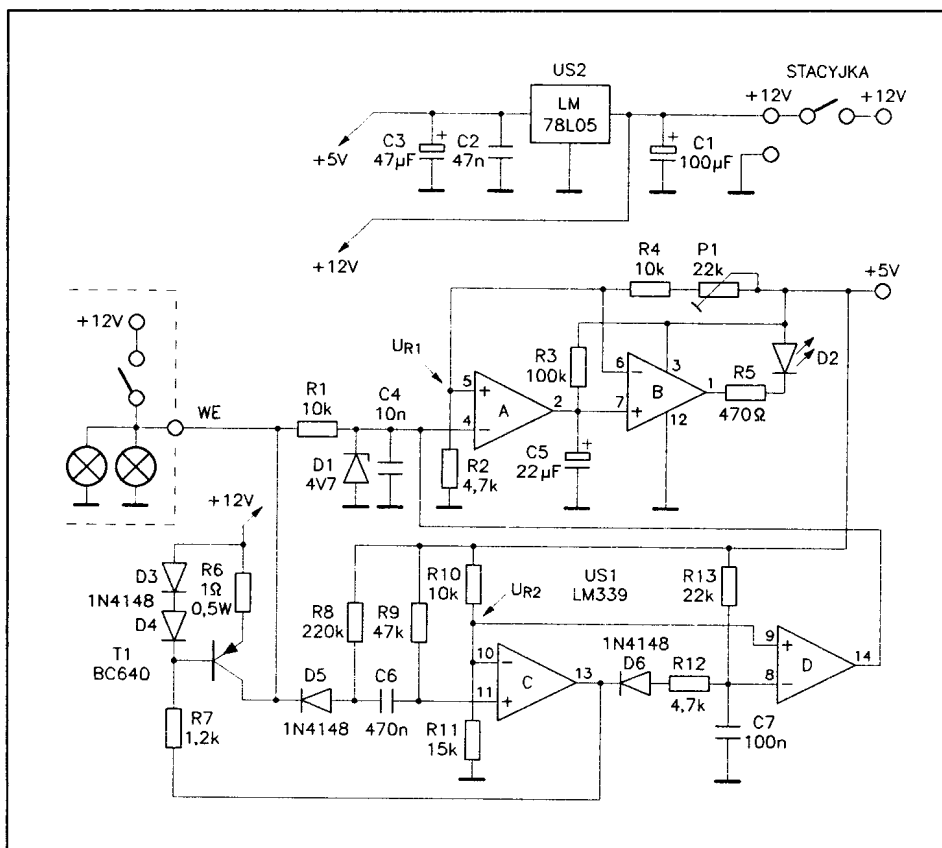 US2
LM
78L05
STACYJKA
+12V
+12V
C3
47µF
+
C2
47n
+
C1
100µF
+5V
+12V
R4
10k
P1
22k
+5V
+12V
UR1
R3
100k
6
−
3
B
7
+
1
12
R5
470Ω
D2
WE
R1
10k
C4
10n
5
+
A
2
4
−
D1
4V7
R2
4,7k
C5
22µF
+
+12V
D3
1N4148
D4
R6
1Ω
0,5W
T1
BC640
R7
1,2k
R8
220k
R9
47k
R10
10k
UR2
US1
LM339
R13
22k
D5
1N4148
C6
470n
10
−
11
+
C
13
R11
15k
1N4148
D6
R12
4,7k
9
+
8
−
D
14
C7
100n